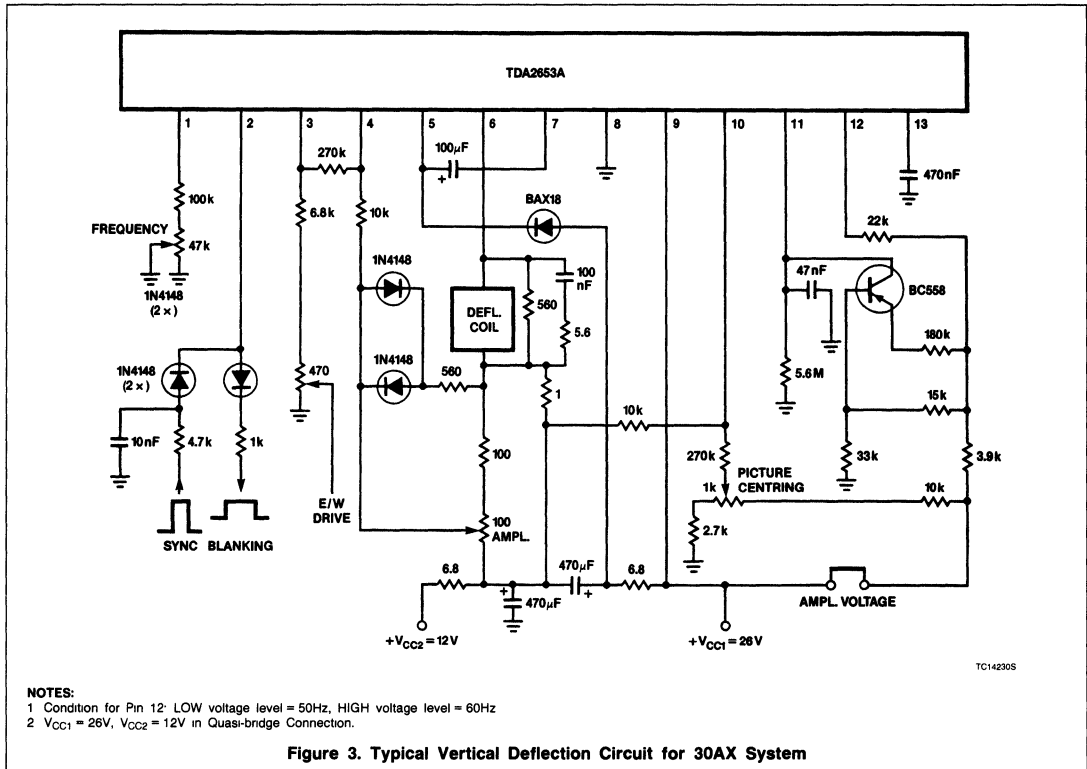 TDA2653A
1 2 3 4 5 6 7 8 9 10 11 12 13
270k
100µF
+
470nF
100k
6.8k
10k
BAX18
22k
FREQUENCY
47k
1N4148
(2 ×)
1N4148
47nF
BC558
100
nF
560
DEFL.
COIL
5.6
180k
1N4148
(2 ×)
1N4148
470
560
1
5.6M
15k
10nF
4.7k
1k
10k
33k
3.9k
270k
PICTURE
CENTRING
100
1k
10k
E/W
DRIVE
SYNC BLANKING
100
AMPL.
2.7k
6.8
470µF
+
6.8
+
470µF
AMPL. VOLTAGE
+VCC2 = 12V
+VCC1 = 26V
TC14230S
NOTES:
1 Condition for Pin 12· LOW voltage level = 50Hz, HIGH voltage level = 60Hz
2 VCC1 = 26V, VCC2 = 12V in Quasi-bridge Connection.
Figure 3. Typical Vertical Deflection Circuit for 30AX System